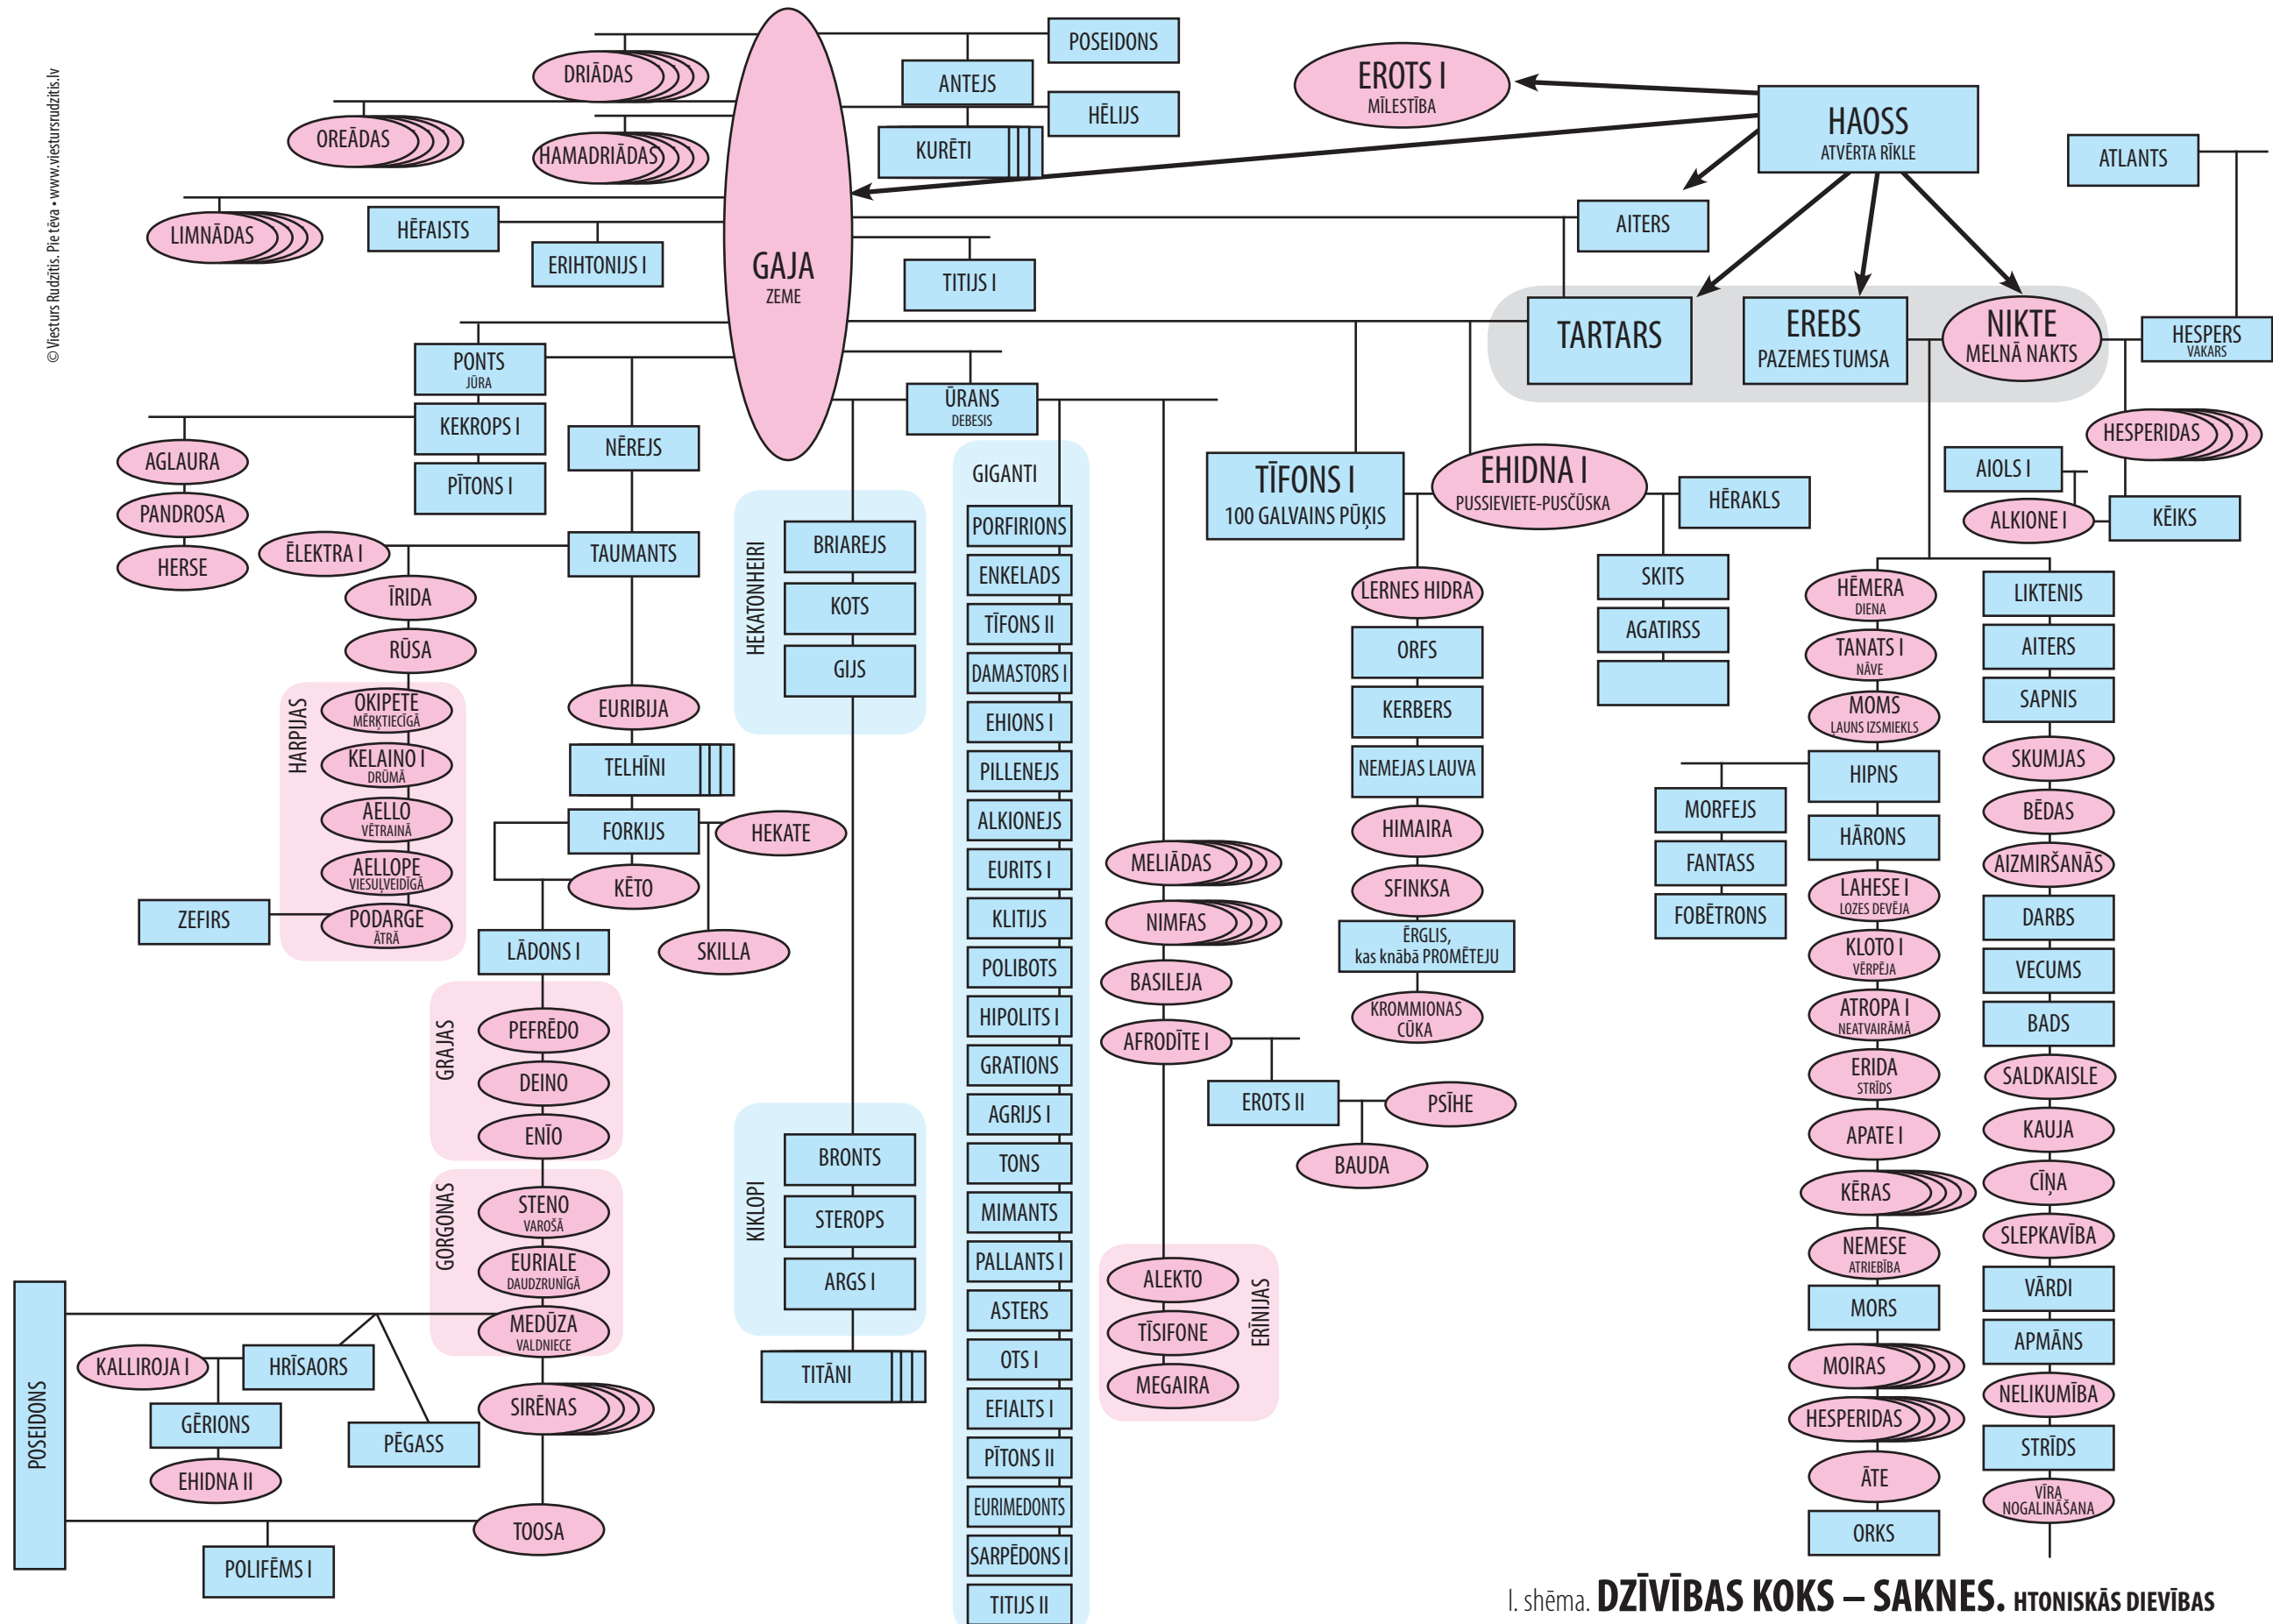 © Viesturs Rudzītis. Pie tēva • www.viestursrudzitis.lv
POSEIDONS
DRIĀDAS
ANTEJS
EROTS I
MĪLESTĪBA
HAOSS
ATVĒRTA RĪKLE
HĒLIJS
OREĀDAS
HAMADRIĀDAS
KURĒTI
ATLANTS
LIMNĀDAS
HĒFAISTS
ERIHTONIJS I
GAJA
ZEME
TITIJS I
AITERS
TARTARS
EREBS
PAZEMES TUMSA
NIKTE
MELNĀ NAKTS
HESPERS
VAKARS
PONTS
JŪRA
KEKROPS I
PĪTONS I
NĒREJS
ŪRANS
DEBESIS
AGLAURA
PANDROSA
HERSE
ĒLEKTRA I
TAUMANTS
ĪRIDA
RŪSA
HARPIJAS
OKIPETE
MĒRĶTIECĪGĀ
KELAINO I
DRŪMĀ
AELLO
VĒTRAINĀ
AELLOPE
VIESUĻVEIDĪGĀ
PODARGE
ĀTRĀ
ZEFIRS
EURIBIJA
TELHĪNI
FORKIJS
HEKATE
KĒTO
LĀDONS I
SKILLA
GRAJAS
PEFRĒDO
DEINO
ENĪO
GORGONAS
STENO
VAROŠĀ
EURIALE
DAUDZRUNĪGĀ
MEDŪZA
VALDNIECE
SIRĒNAS
TOOSA
POSEIDONS
KALLIROJA I
HRĪSAORS
GĒRIONS
EHIDNA II
PĒGASS
POLIFĒMS I
HEKATONHEIRI
BRIAREJS
KOTS
GIJS
KIKLOPI
BRONTS
STEROPS
ARGS I
TITĀNI
GIGANTI
PORFIRIONS
ENKELADS
TĪFONS II
DAMASTORS I
EHIONS I
PILLENEJS
ALKIONEJS
EURITS I
KLITIJS
POLIBOTS
HIPOLITS I
GRATIONS
AGRIJS I
TONS
MIMANTS
PALLANTS I
ASTERS
OTS I
EFIALTS I
PĪTONS II
EURIMEDONTS
SARPĒDONS I
TITIJS II
MELIĀDAS
NIMFAS
BASILEJA
AFRODĪTE I
EROTS II
PSĪHE
BAUDA
ALEKTO
TĪSIFONE
MEGAIRA
ERĪNIJAS
TĪFONS I
100 GALVAINS PŪĶIS
EHIDNA I
PUSSIEVIETE-PUSČŪSKA
HĒRAKLS
LERNES HIDRA
ORFS
KERBERS
NEMEJAS LAUVA
HIMAIRA
SFINKSA
ĒRGLIS,
kas knābā PROMĒTEJU
KROMMIONAS
CŪKA
SKITS
AGATIRSS
HESPERIDAS
AIOLS I
ALKIONE I
KĒIKS
HĒMERA
DIENA
TANATS I
NĀVE
MOMS
ĻAUNS IZSMIEKLS
HIPNS
MORFEJS
FANTASS
FOBĒTRONS
HĀRONS
LAHESE I
LOZES DEVĒJA
KLOTO I
VĒRPĒJA
ATROPA I
NEATVAIRĀMĀ
ERIDA
STRĪDS
APATE I
KĒRAS
NEMESE
ATRIEBĪBA
MORS
MOIRAS
HESPERIDAS
ĀTE
ORKS
LIKTENIS
AITERS
SAPNIS
SKUMJAS
BĒDAS
AIZMIRŠANĀS
DARBS
VECUMS
BADS
SALDKAISLE
KAUJA
CĪŅA
SLEPKAVĪBA
VĀRDI
APMĀNS
NELIKUMĪBA
STRĪDS
VĪRA
NOGALINĀŠANA
I. shēma. DZĪVĪBAS KOKS – SAKNES. HTONISKĀS DIEVĪBAS